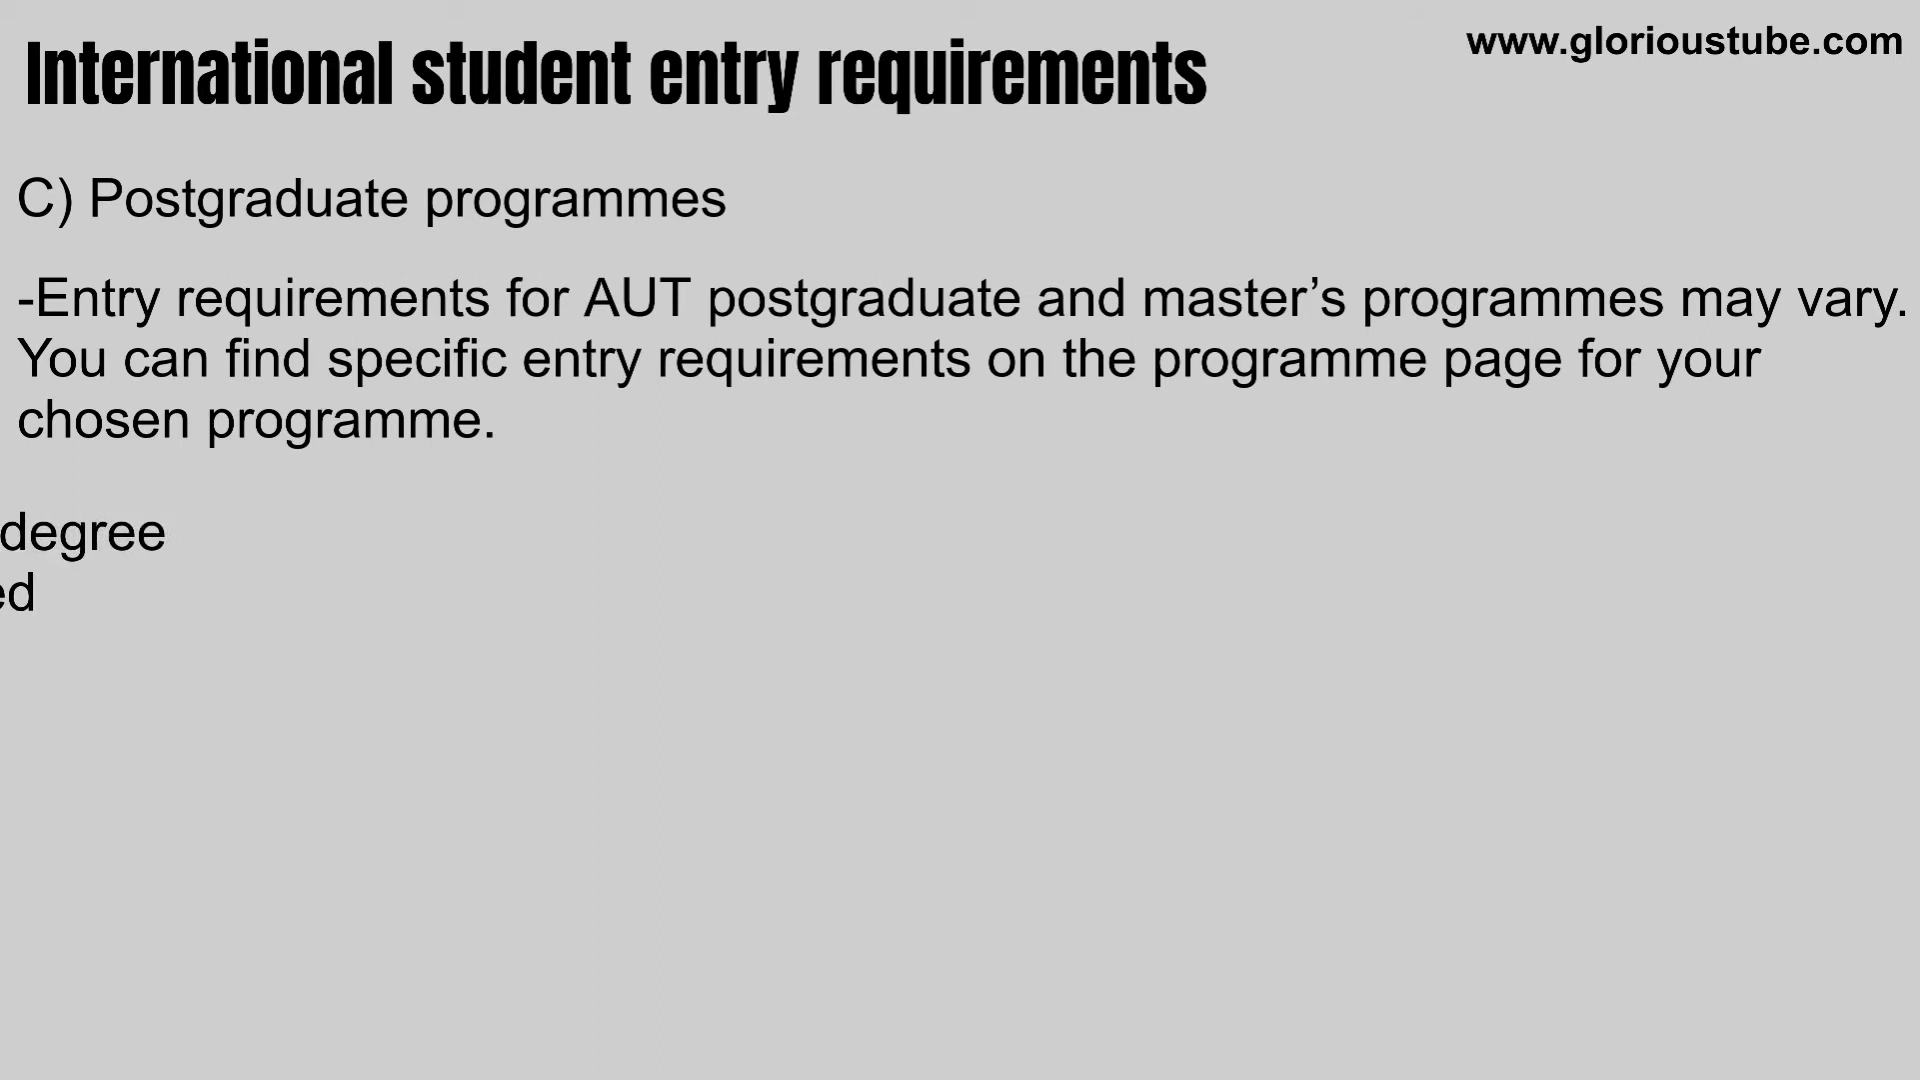 International student entry requirements
www.glorioustube.com
C) Postgraduate programmes
-Entry requirements for AUT postgraduate and master’s programmes may vary.
You can find specific entry requirements on the programme page for your
chosen programme.
degree
ed